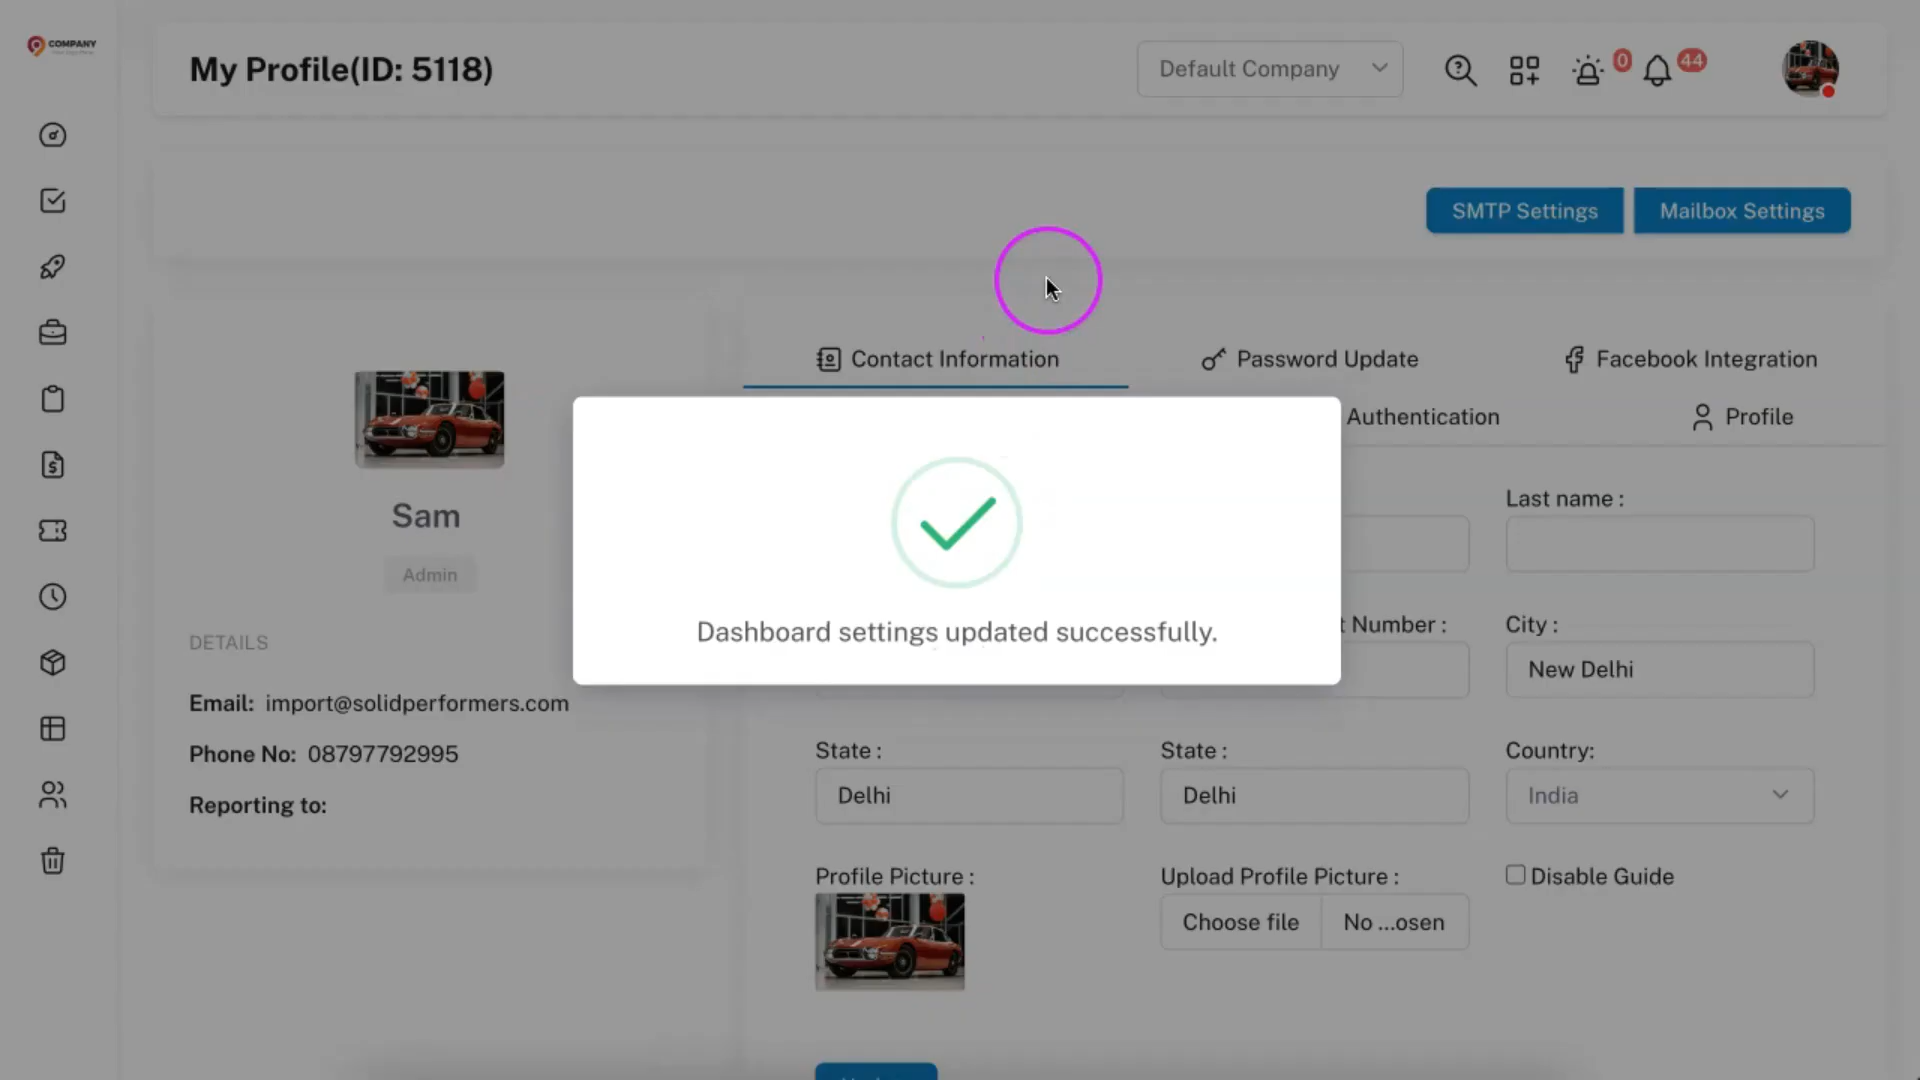 COMPANY
My Profile(ID: 5118)
Default Company
0
44
SMTP Settings
Mailbox Settings
Contact Information
Password Update
Facebook Integration
Authentication
Profile
Sam
Admin
DETAILS
Email: import@solidperformers.com
Phone No: 08797792995
Reporting to:
Dashboard settings updated successfully.
Last name :
t Number :
City :
New Delhi
State :
Delhi
State :
Delhi
Country:
India
Profile Picture :
Upload Profile Picture :
Choose file
No ...osen
Disable Guide